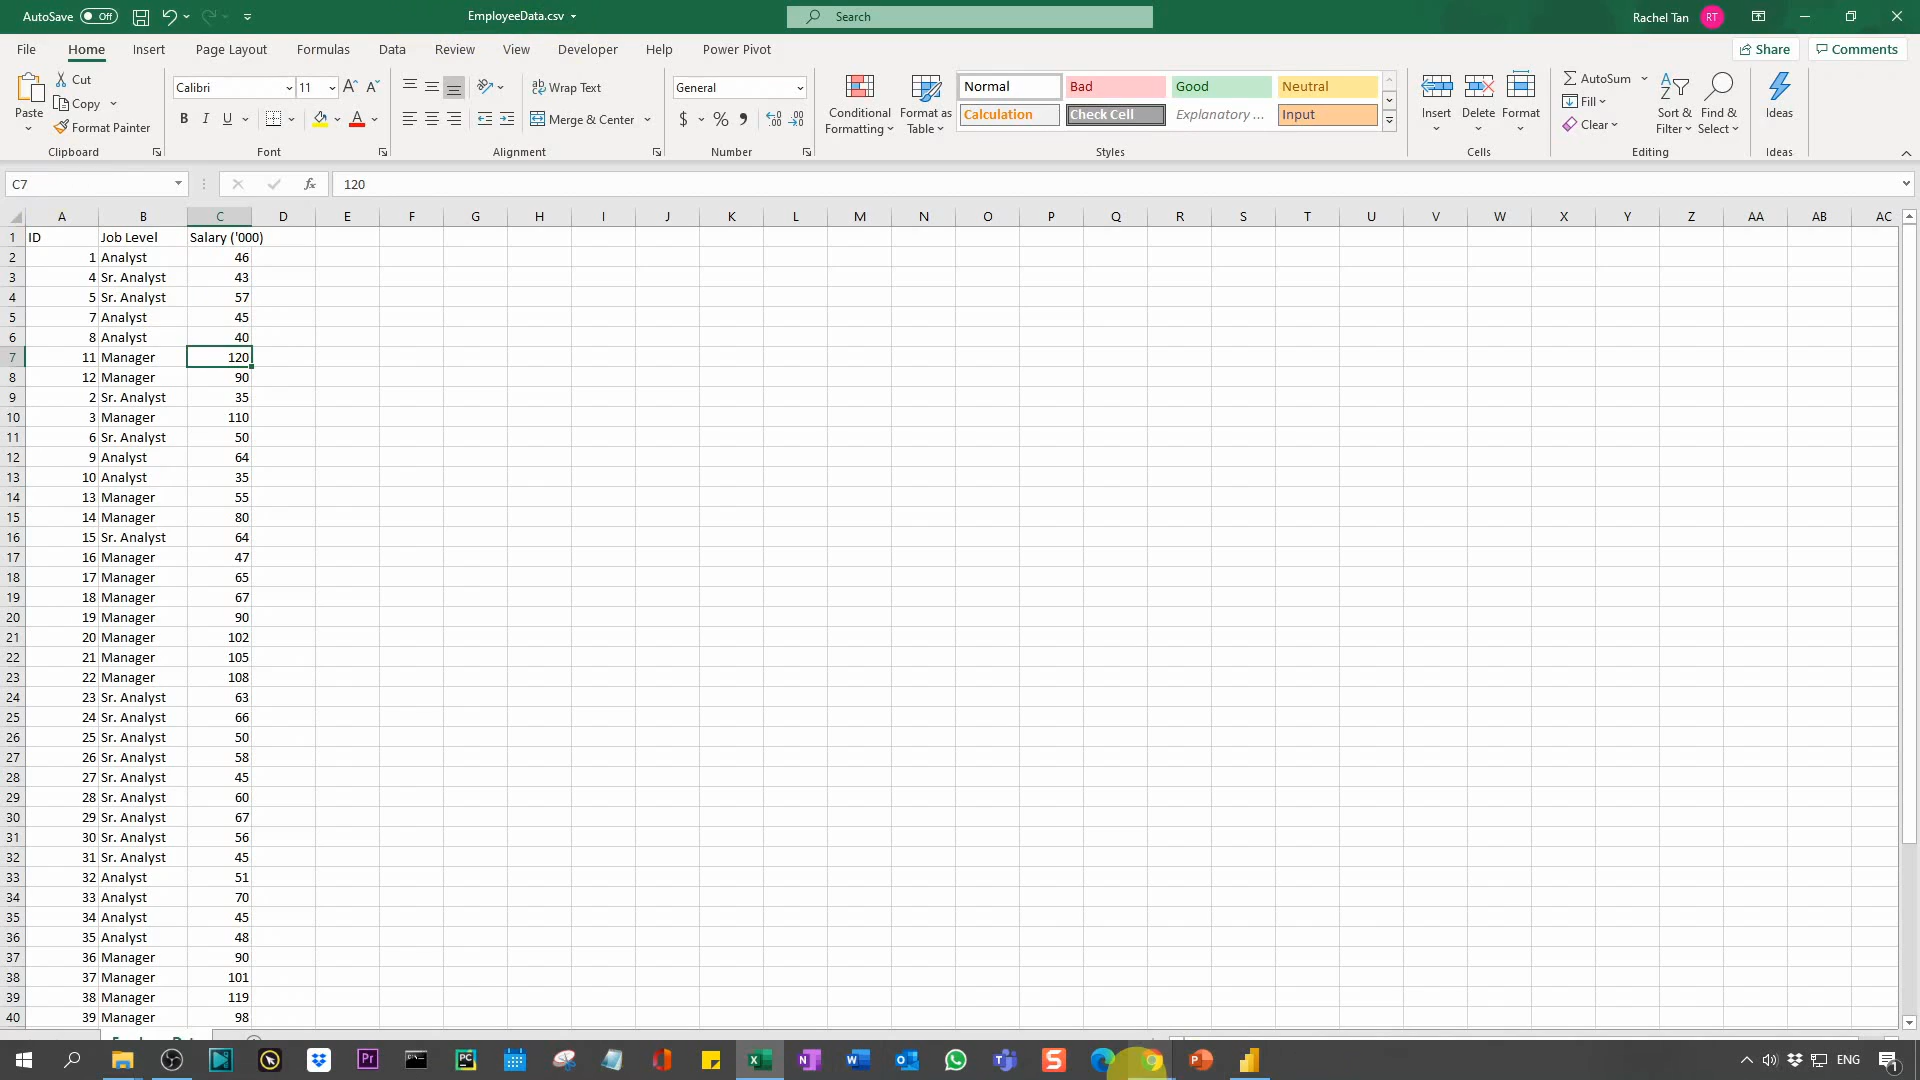 AutoSave Off EmployeeData.csv Search Rachel Tan RT
File Home Insert Page Layout Formulas Data Review View Developer Help Power Pivot Share Comments
Paste Cut Copy Format Painter Clipboard
Calibri 11 B I U A Font
Wrap Text Merge & Center Alignment
General $ % Number
Conditional Formatting Format as Table
Normal Bad Good Neutral
Calculation Check Cell Explanatory ... Input
Styles
Insert Delete Format Cells
AutoSum Fill Clear Sort & Filter Find & Select Editing
Ideas Ideas
C7 fx 120
A B C D E F G H I J K L M N O P Q R S T U V W X Y Z AA AB AC
1 ID Job Level Salary ('000)
2 1 Analyst 46
3 4 Sr. Analyst 43
4 5 Sr. Analyst 57
5 7 Analyst 45
6 8 Analyst 40
7 11 Manager 120
8 12 Manager 90
9 2 Sr. Analyst 35
10 3 Manager 110
11 6 Sr. Analyst 50
12 9 Analyst 64
13 10 Analyst 35
14 13 Manager 55
15 14 Manager 80
16 15 Sr. Analyst 64
17 16 Manager 47
18 17 Manager 65
19 18 Manager 67
20 19 Manager 90
21 20 Manager 102
22 21 Manager 105
23 22 Manager 108
24 23 Sr. Analyst 63
25 24 Sr. Analyst 66
26 25 Sr. Analyst 50
27 26 Sr. Analyst 58
28 27 Sr. Analyst 45
29 28 Sr. Analyst 60
30 29 Sr. Analyst 67
31 30 Sr. Analyst 56
32 31 Sr. Analyst 45
33 32 Analyst 51
34 33 Analyst 70
35 34 Analyst 45
36 35 Analyst 48
37 36 Manager 90
38 37 Manager 101
39 38 Manager 119
40 39 Manager 98
ENG